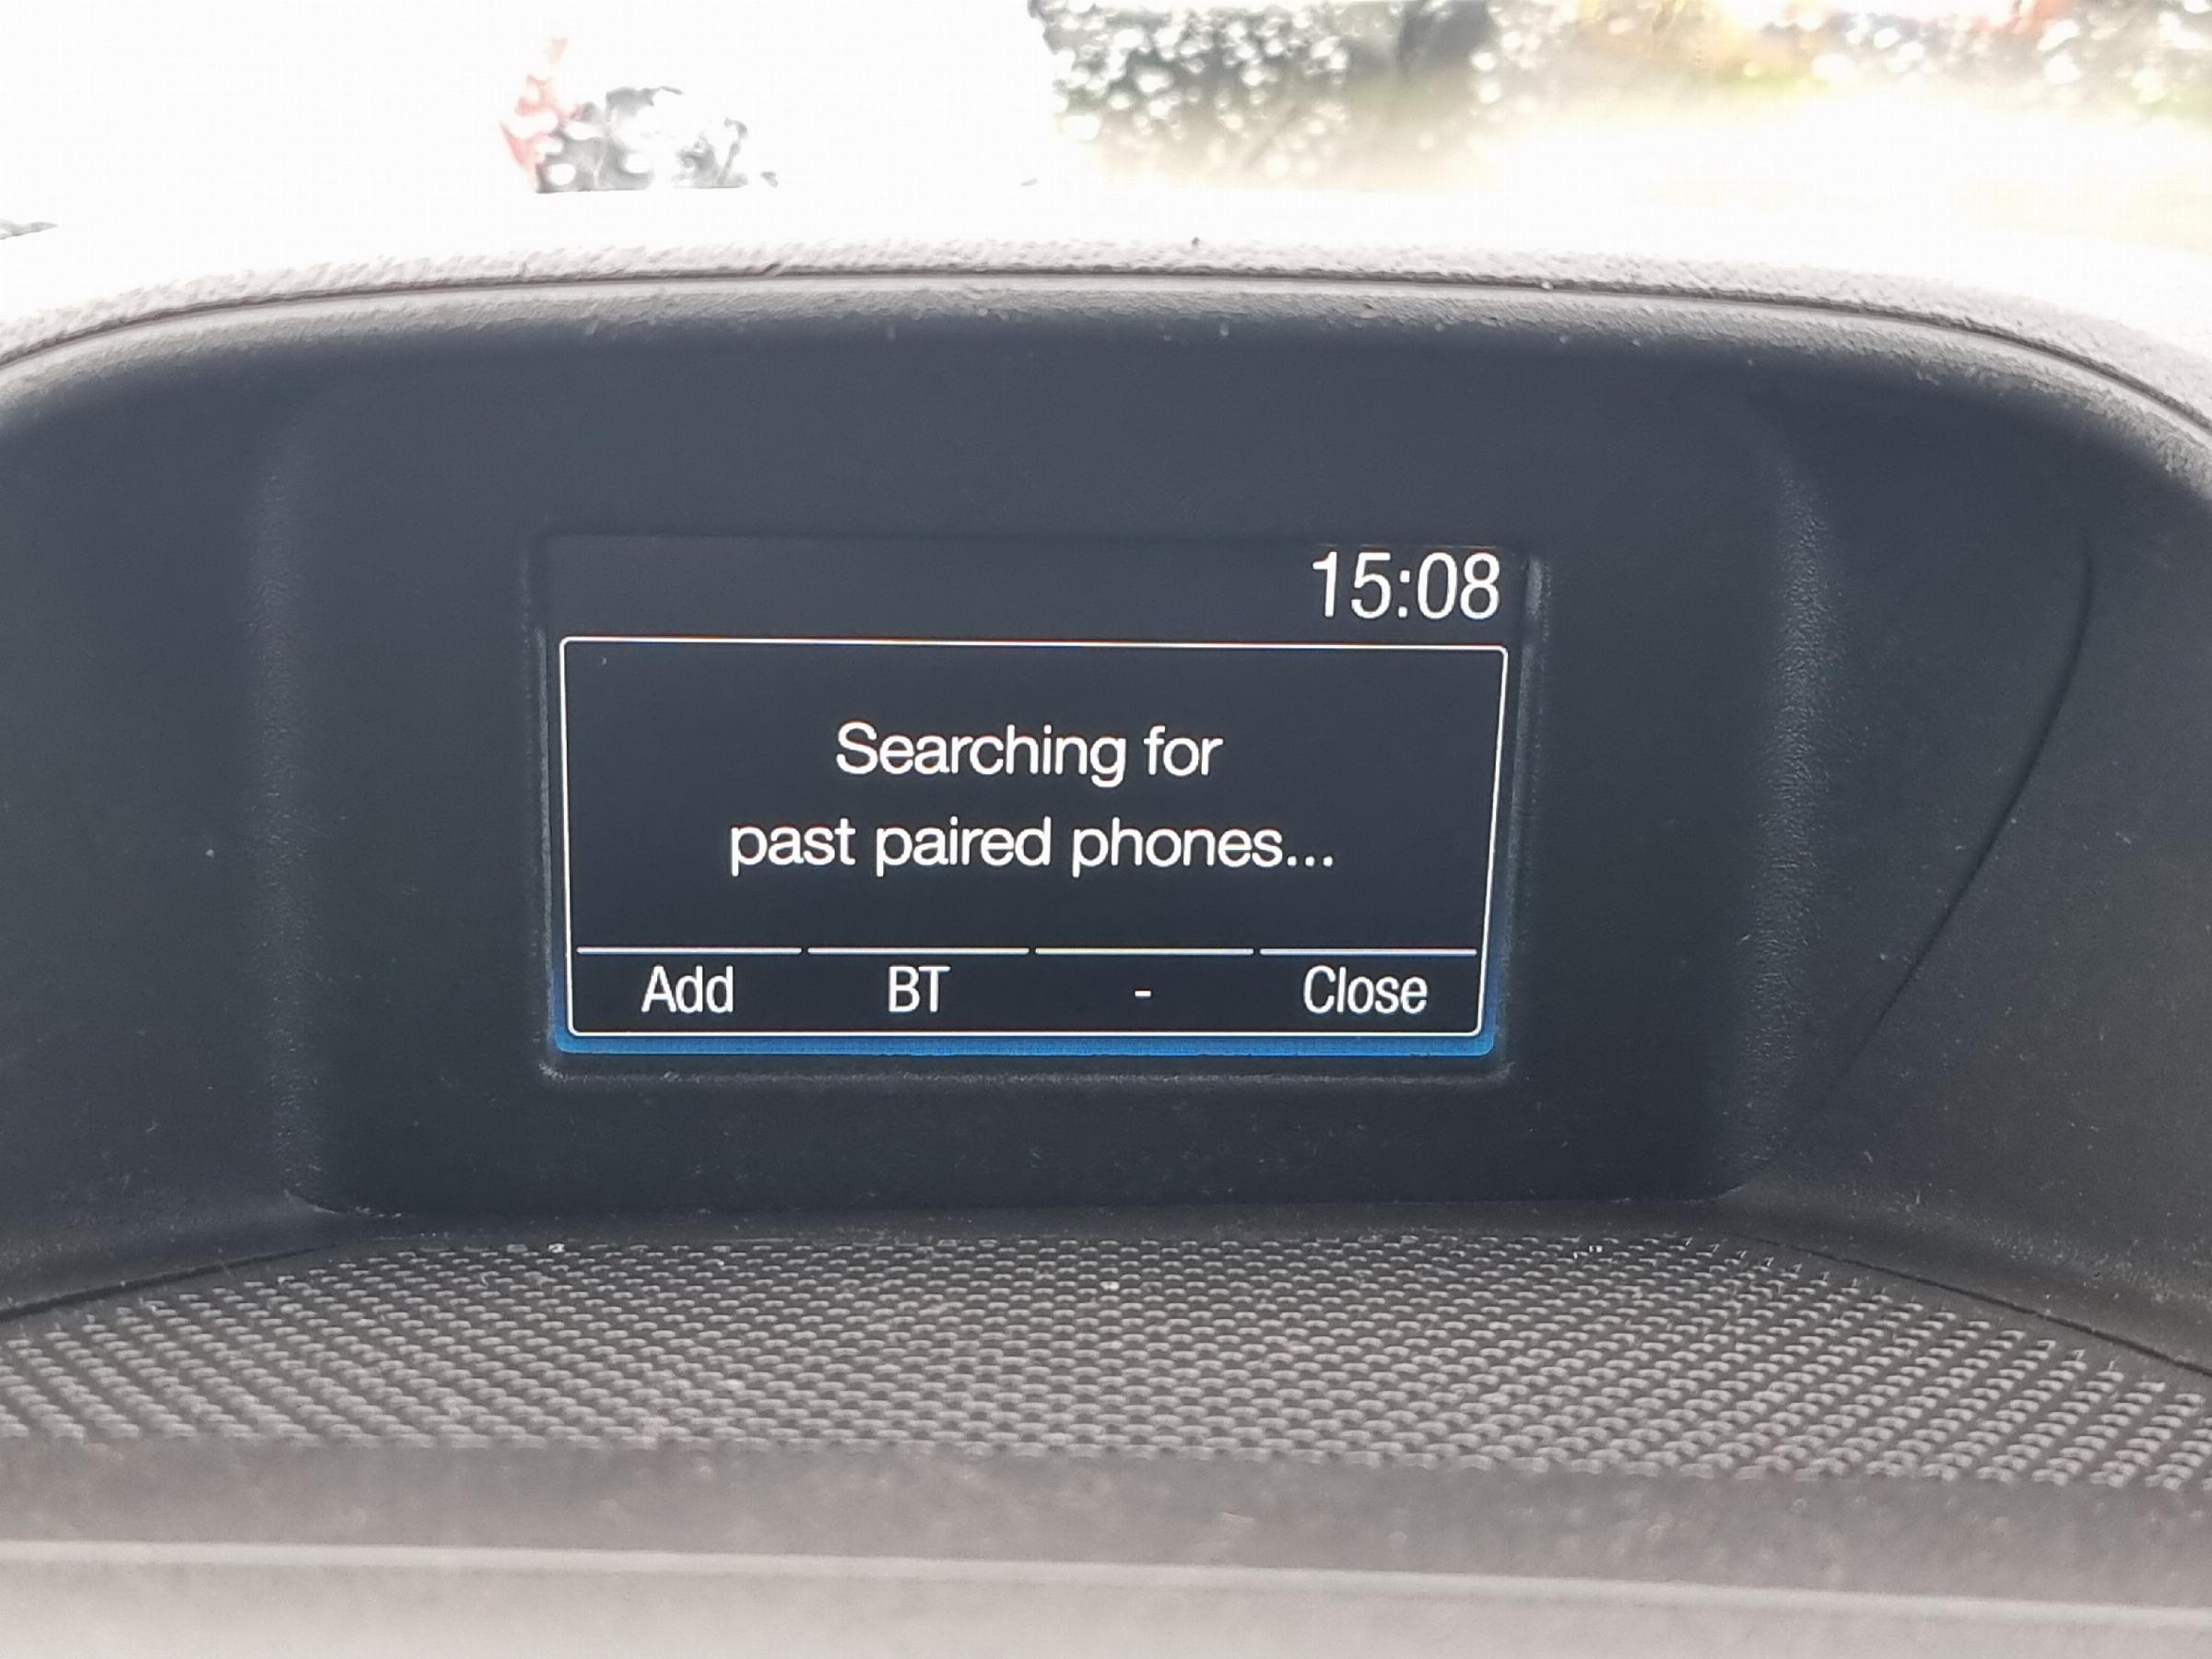 15:08
Searching for
past paired phones...
Add BT - Close